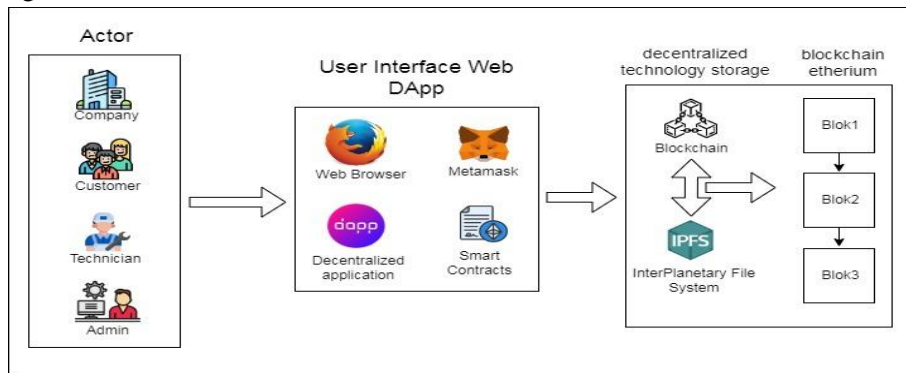 Actor
Company
Customer
Technician
Admin
User Interface Web
DApp
Web Browser
Metamask
dapp
Decentralized
application
Smart
Contracts
decentralized
technology storage
Blockchain
IPFS
InterPlanetary File
System
blockchain
etherium
Blok1
Blok2
Blok3